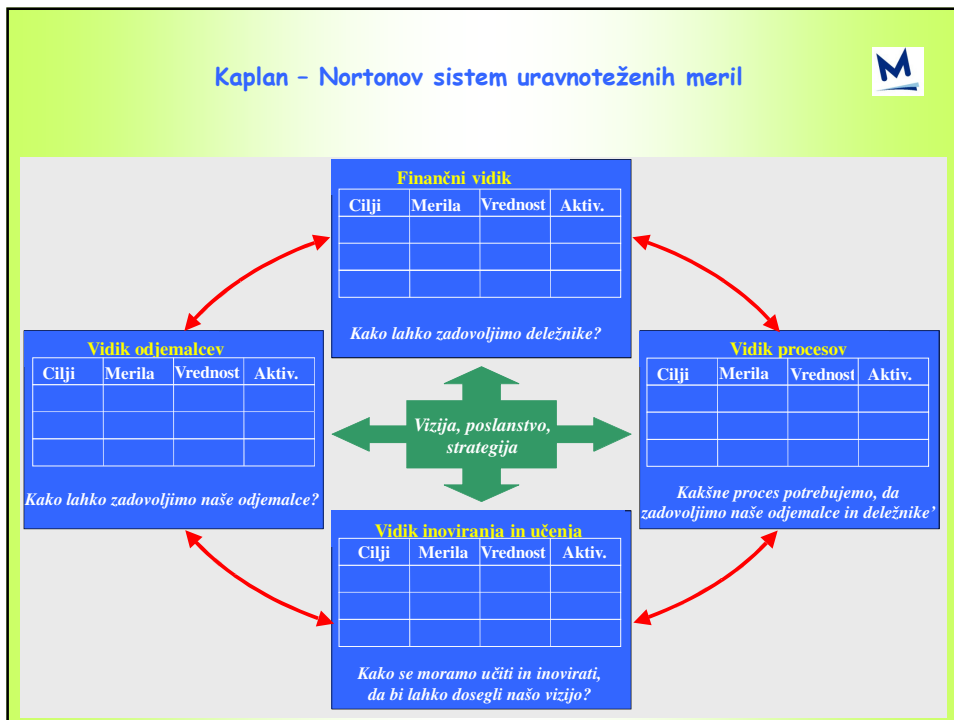 Kaplan – Nortonov sistem uravnoteženih meril
M
Finančni vidik
Cilji Merila Vrednost Aktiv.
Kako lahko zadovoljimo deležnike?
Vidik odjemalcev
Cilji Merila Vrednost Aktiv.
Kako lahko zadovoljimo naše odjemalce?
Vizija, poslanstvo,
strategija
Vidik procesov
Cilji Merila Vrednost Aktiv.
Kakšne proces potrebujemo, da
zadovoljimo naše odjemalce in deležnike’
Vidik inoviranja in učenja
Cilji Merila Vrednost Aktiv.
Kako se moramo učiti in inovirati,
da bi lahko dosegli našo vizijo?